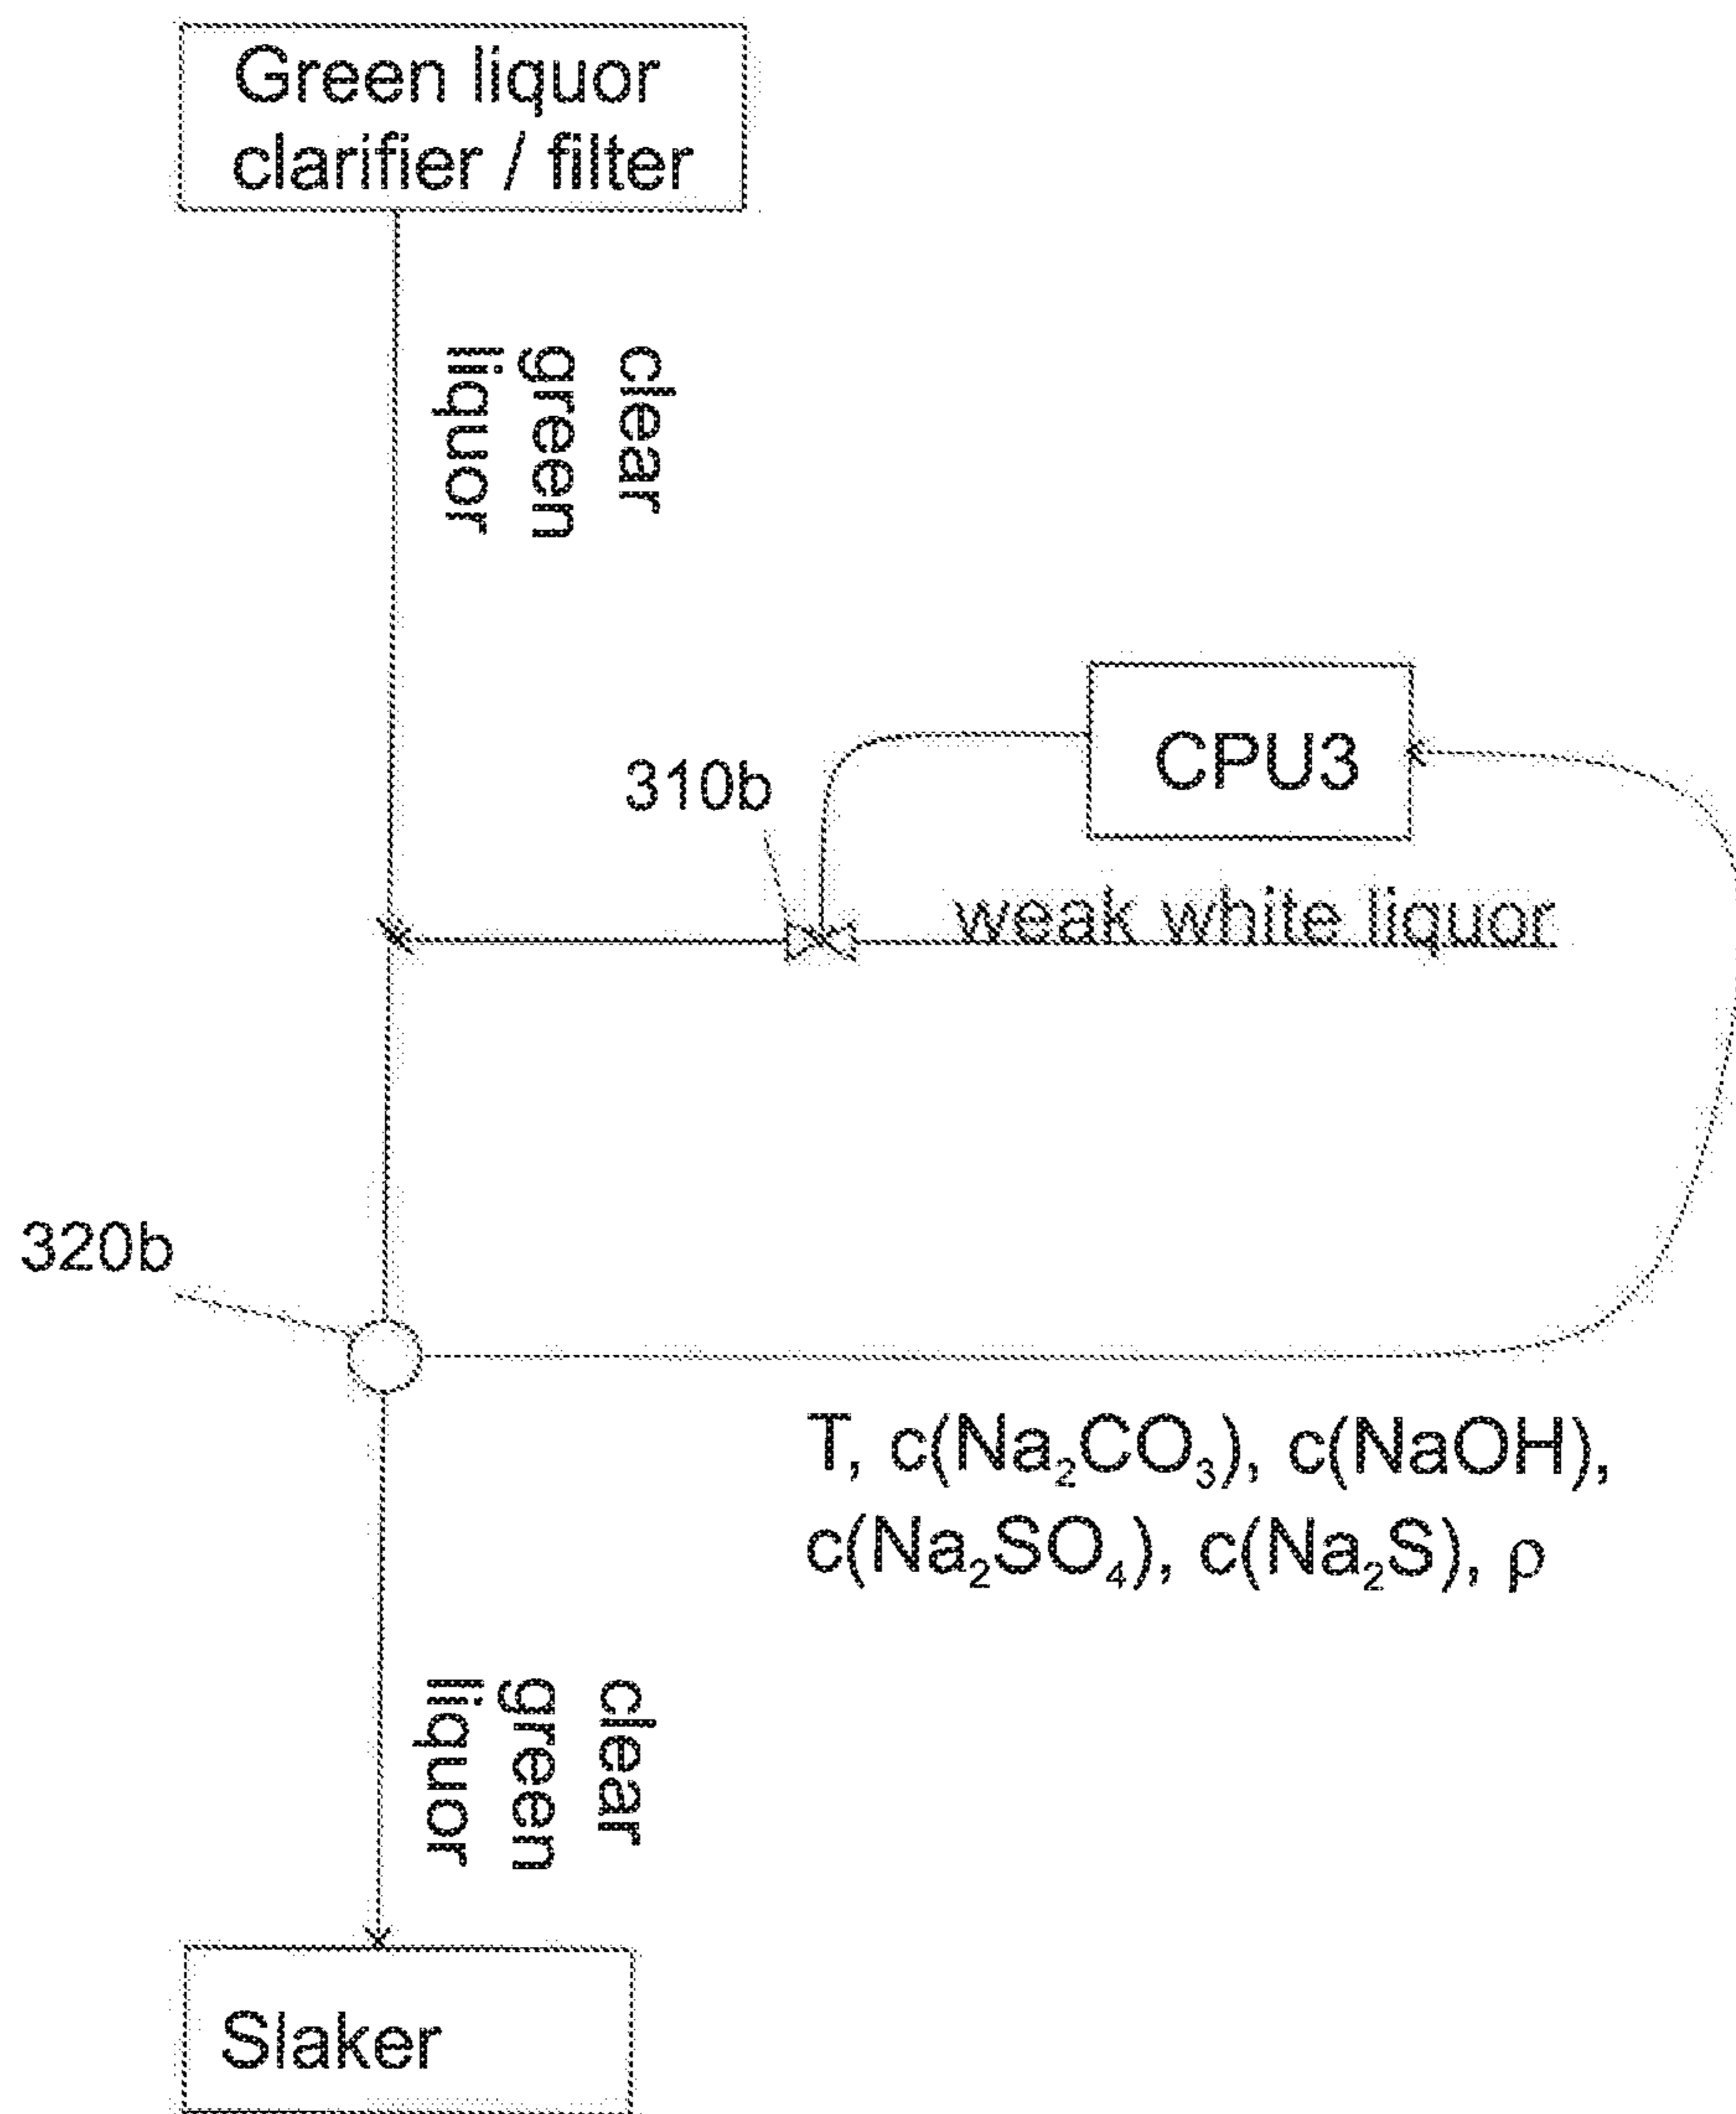 Green liquor
clarifier / filter
clear
green
liquor
CPU3
310b
weak white liquor
320b
T, c(Na₂CO₃), c(NaOH),
c(Na₂SO₄), c(Na₂S), ρ
clear
green
liquor
Slaker